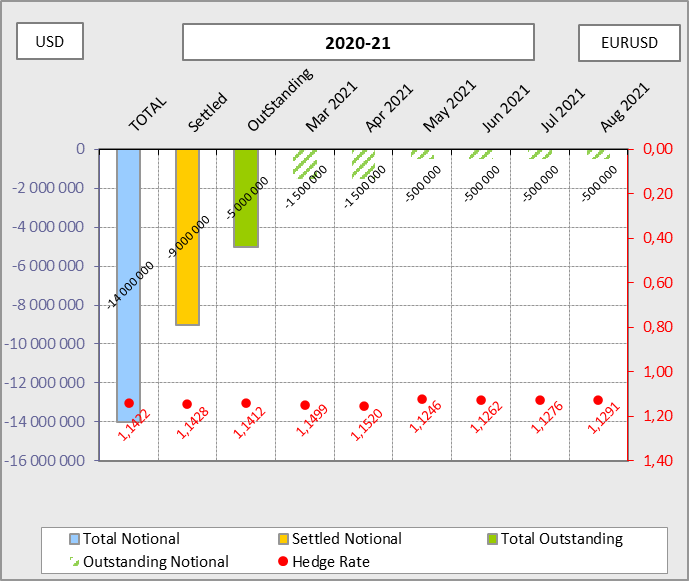 USD
2020-21
EURUSD
TOTAL
Settled
OutStanding
Mar 2021
Apr 2021
May 2021
Jun 2021
Jul 2021
Aug 2021
0
-2 000 000
-4 000 000
-6 000 000
-8 000 000
-10 000 000
-12 000 000
-14 000 000
-16 000 000
0,00
0,20
0,40
0,60
0,80
1,00
1,20
1,40
-14 000 000
-9 000 000
-5 000 000
-1 500 000
-1 500 000
-500 000
-500 000
-500 000
-500 000
1,1422
1,1428
1,1412
1,1499
1,1520
1,1246
1,1262
1,1276
1,1291
Total Notional
Settled Notional
Total Outstanding
Outstanding Notional
Hedge Rate